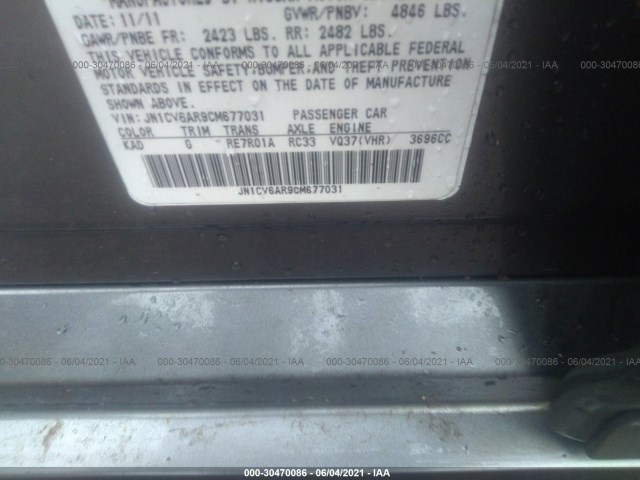 MANUFACTURED BY
DATE: 11/11 GVWR/PNBV: 4846 LBS.
GAWR/PNBE FR: 2423 LBS. RR: 2482 LBS.
THIS VEHICLE CONFORMS TO ALL APPLICABLE FEDERAL
MOTOR VEHICLE SAFETY, BUMPER, AND THEFT PREVENTION
STANDARDS IN EFFECT ON THE DATE OF MANUFACTURE
SHOWN ABOVE.
VIN: JN1CV6AR9CM677031 PASSENGER CAR
COLOR TRIM TRANS AXLE ENGINE
KAD G RE7R01A RC33 VQ37(VHR) 3696CC
JN1CV6AR9CM677031
000-30470086 - 06/04/2021 - IAA